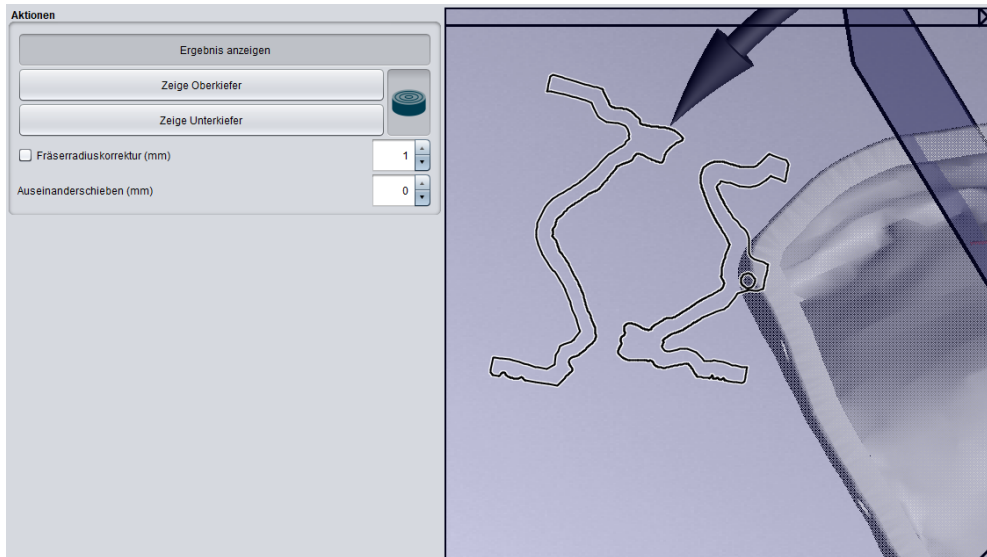 Aktionen
Ergebnis anzeigen
Zeige Oberkiefer
Zeige Unterkiefer
Fräserradiuskorrektur (mm) 1
Auseinanderschieben (mm) 0